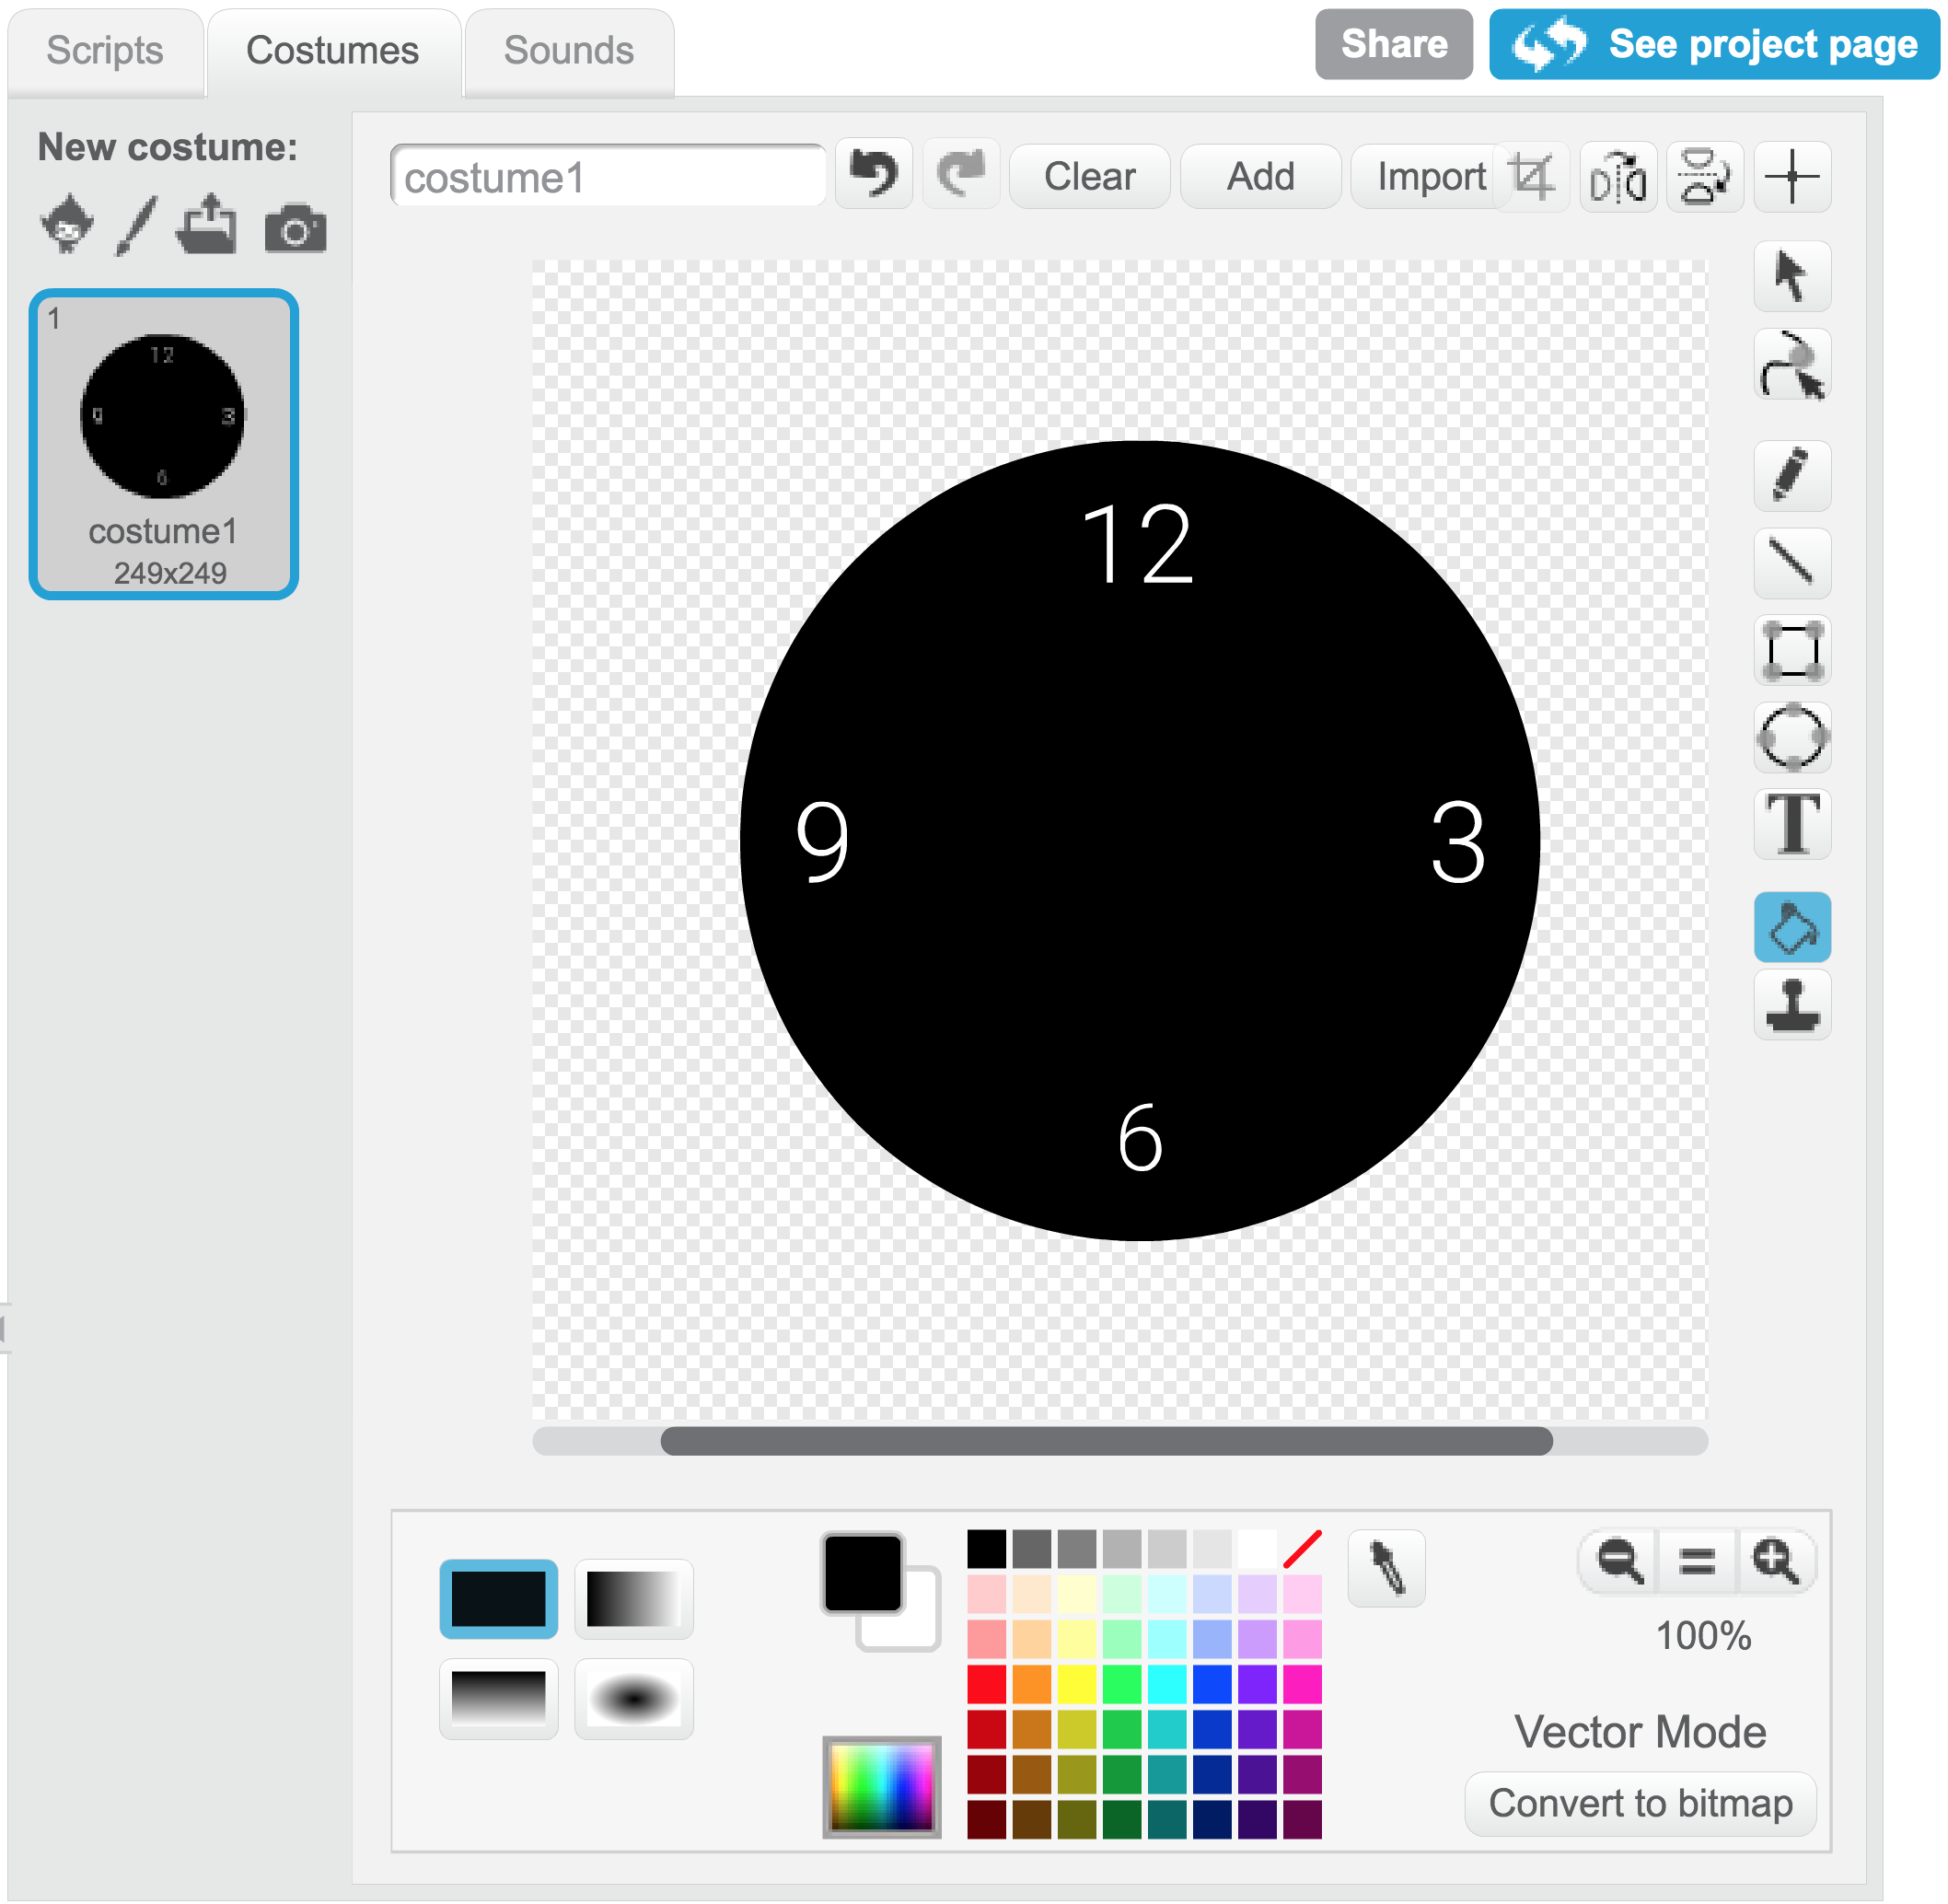 Scripts Costumes Sounds Share See project page
New costume:
costume1 Clear Add Import
1
12
9 3
6
costume1
249x249
12
9 3
6
T
100%
Vector Mode
Convert to bitmap